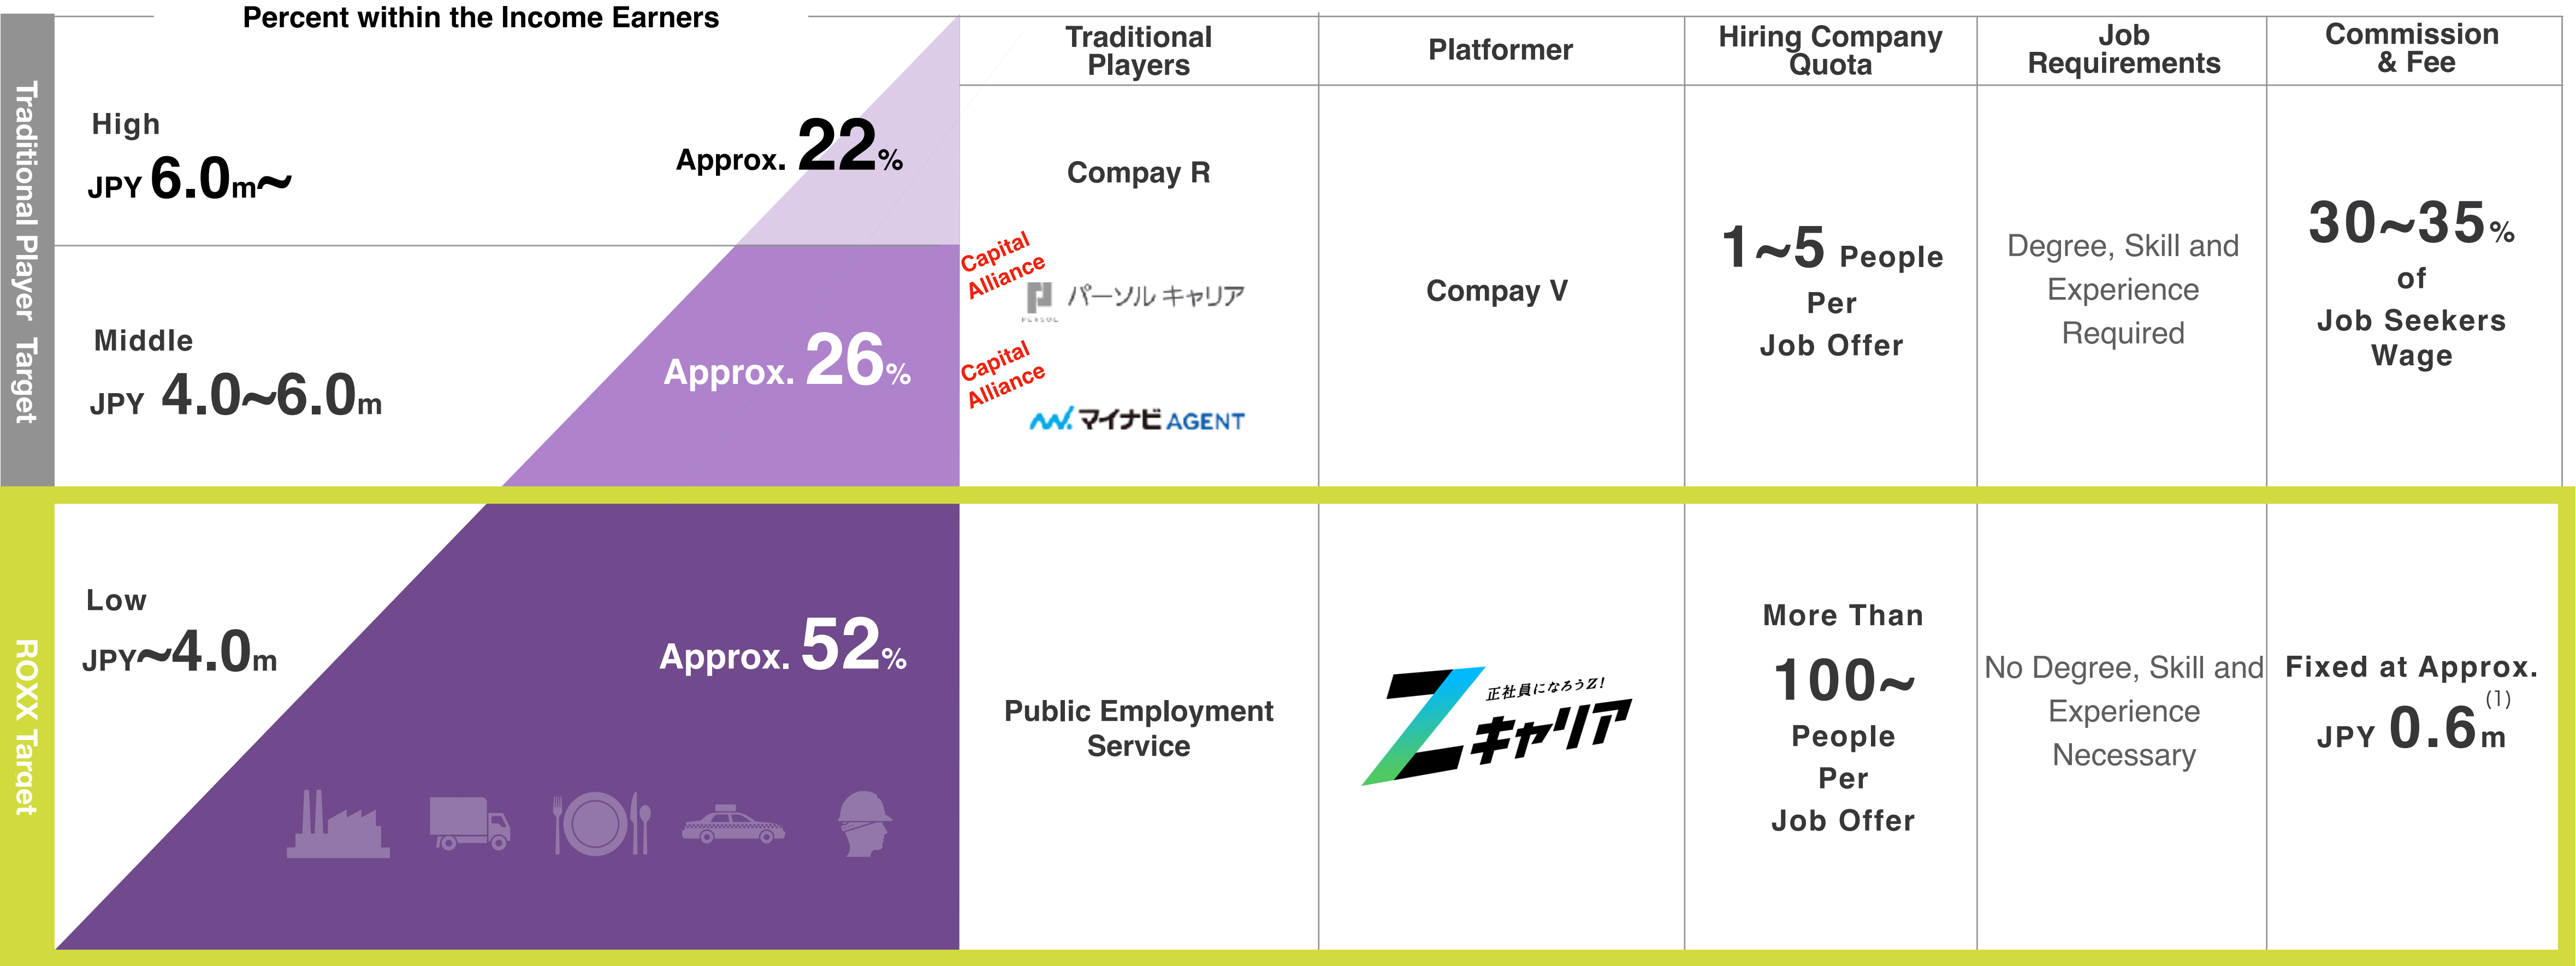 Percent within the Income Earners
Traditional
Players
Platformer
Hiring Company
Quota
Job
Requirements
Commission
& Fee
Traditional Player Target
High
JPY 6.0m~
Approx. 22%
Middle
JPY 4.0~6.0m
Approx. 26%
Compay R
Capital
Alliance
パーソル キャリア
PERSOL
Capital
Alliance
マイナビ AGENT
Compay V
1~5 People
Per
Job Offer
Degree, Skill and
Experience
Required
30~35%
of
Job Seekers
Wage
ROXX Target
Low
JPY~4.0m
Approx. 52%
Public Employment
Service
正社員になろうZ!
Zキャリア
More Than
100~
People
Per
Job Offer
No Degree, Skill and
Experience
Necessary
Fixed at Approx.
JPY 0.6m (1)